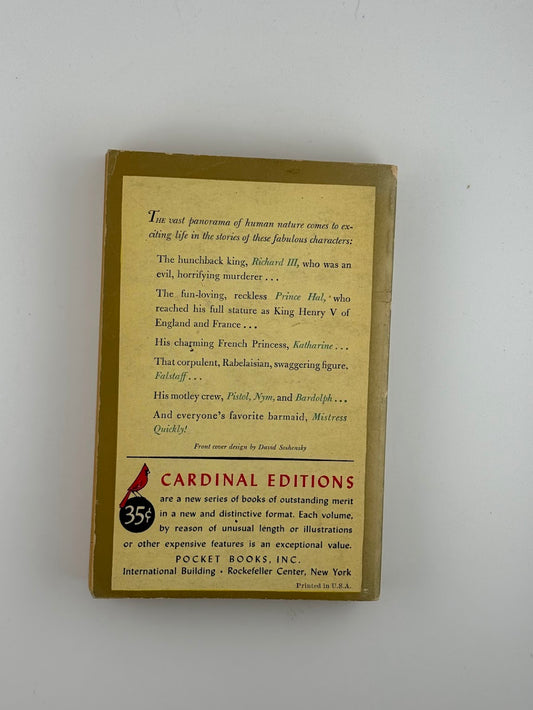 THE vast panorama of human nature comes to ex-
citing life in the stories of these fabulous characters:
The hunchback king, Richard III, who was an
evil, horrifying murderer . . .
The fun-loving, reckless Prince Hal, who
reached his full stature as King Henry V of
England and France . . .
His charming French Princess, Katharine . . .
That corpulent, Rabelaisian, swaggering figure,
Falstaff . . .
His motley crew, Pistol, Nym, and Bardolph . . .
And everyone's favorite barmaid, Mistress
Quickly!
Front cover design by David Soshensky
CARDINAL EDITIONS
35¢
are a new series of books of outstanding merit
in a new and distinctive format. Each volume,
by reason of unusual length or illustrations
or other expensive features is an exceptional value.
POCKET BOOKS, INC.
International Building • Rockefeller Center, New York
Printed in U.S.A.